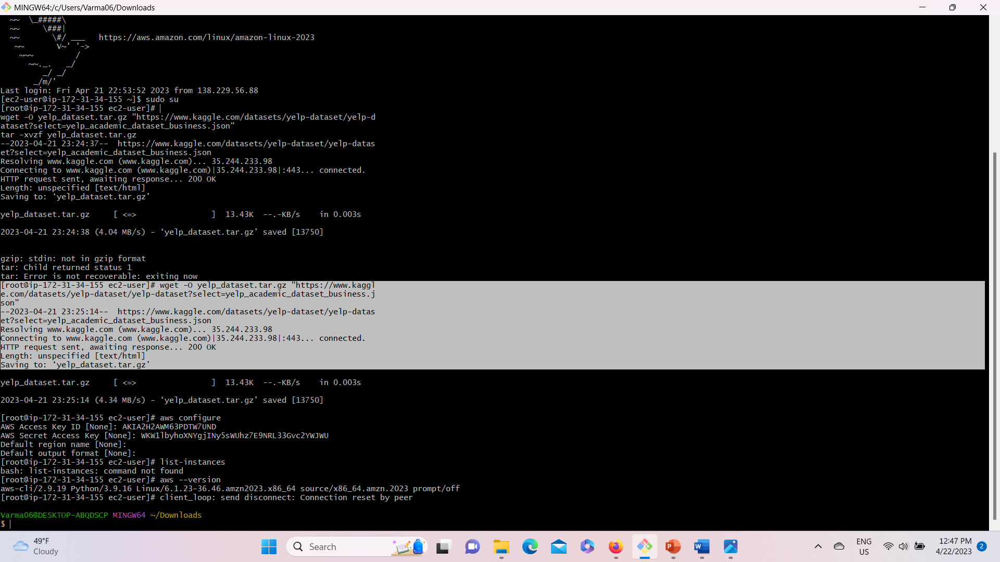 MINGW64:/c/Users/Varma06/Downloads
~~ \_#####\
~~ \###|
~~ \#/ ___ https://aws.amazon.com/linux/amazon-linux-2023
~~ V~' '->
~~~ /
~~._. _/
_/ _/
_/m/'
Last login: Fri Apr 21 22:53:52 2023 from 138.229.56.88
[ec2-user@ip-172-31-34-155 ~]$ sudo su
[root@ip-172-31-34-155 ec2-user]#
wget -O yelp_dataset.tar.gz "https://www.kaggle.com/datasets/yelp-dataset/yelp-d
ataset?select=yelp_academic_dataset_business.json"
tar -xvzf yelp_dataset.tar.gz
--2023-04-21 23:24:37-- https://www.kaggle.com/datasets/yelp-dataset/yelp-datas
et?select=yelp_academic_dataset_business.json
Resolving www.kaggle.com (www.kaggle.com)... 35.244.233.98
Connecting to www.kaggle.com (www.kaggle.com)|35.244.233.98|:443... connected.
HTTP request sent, awaiting response... 200 OK
Length: unspecified [text/html]
Saving to: ‘yelp_dataset.tar.gz’
yelp_dataset.tar.gz [ <=> ] 13.43K --.-KB/s in 0.003s
2023-04-21 23:24:38 (4.04 MB/s) - ‘yelp_dataset.tar.gz’ saved [13750]
gzip: stdin: not in gzip format
tar: Child returned status 1
tar: Error is not recoverable: exiting now
[root@ip-172-31-34-155 ec2-user]# wget -O yelp_dataset.tar.gz "https://www.kaggl
e.com/datasets/yelp-dataset/yelp-dataset?select=yelp_academic_dataset_business.j
son"
--2023-04-21 23:25:14-- https://www.kaggle.com/datasets/yelp-dataset/yelp-datas
et?select=yelp_academic_dataset_business.json
Resolving www.kaggle.com (www.kaggle.com)... 35.244.233.98
Connecting to www.kaggle.com (www.kaggle.com)|35.244.233.98|:443... connected.
HTTP request sent, awaiting response... 200 OK
Length: unspecified [text/html]
Saving to: ‘yelp_dataset.tar.gz’
yelp_dataset.tar.gz [ <=> ] 13.43K --.-KB/s in 0.003s
2023-04-21 23:25:14 (4.34 MB/s) - ‘yelp_dataset.tar.gz’ saved [13750]
[root@ip-172-31-34-155 ec2-user]# aws configure
AWS Access Key ID [None]: AKIA2H2AWM63PDTW7UND
AWS Secret Access Key [None]: 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
Default region name [None]:
Default output format [None]:
[root@ip-172-31-34-155 ec2-user]# list-instances
bash: list-instances: command not found
[root@ip-172-31-34-155 ec2-user]# aws --version
aws-cli/2.9.19 Python/3.9.16 Linux/6.1.23-36.46.amzn2023.x86_64 source/x86_64.amzn.2023 prompt/off
[root@ip-172-31-34-155 ec2-user]# client_loop: send disconnect: Connection reset by peer
Varma06@DESKTOP-ABQDSCP MINGW64 ~/Downloads
$
49°F
Cloudy
Search
ENG
US
12:47 PM
4/22/2023
2